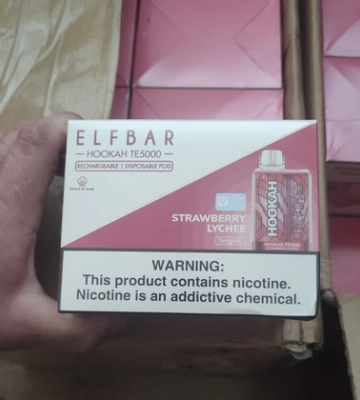 ELFBAR
HOOKAH TE5000
RECHARGEABLE | DISPOSABLE POD
STRAWBERRY
LYCHEE
HOOKAH
WARNING:
This product contains nicotine.
Nicotine is an addictive chemical.